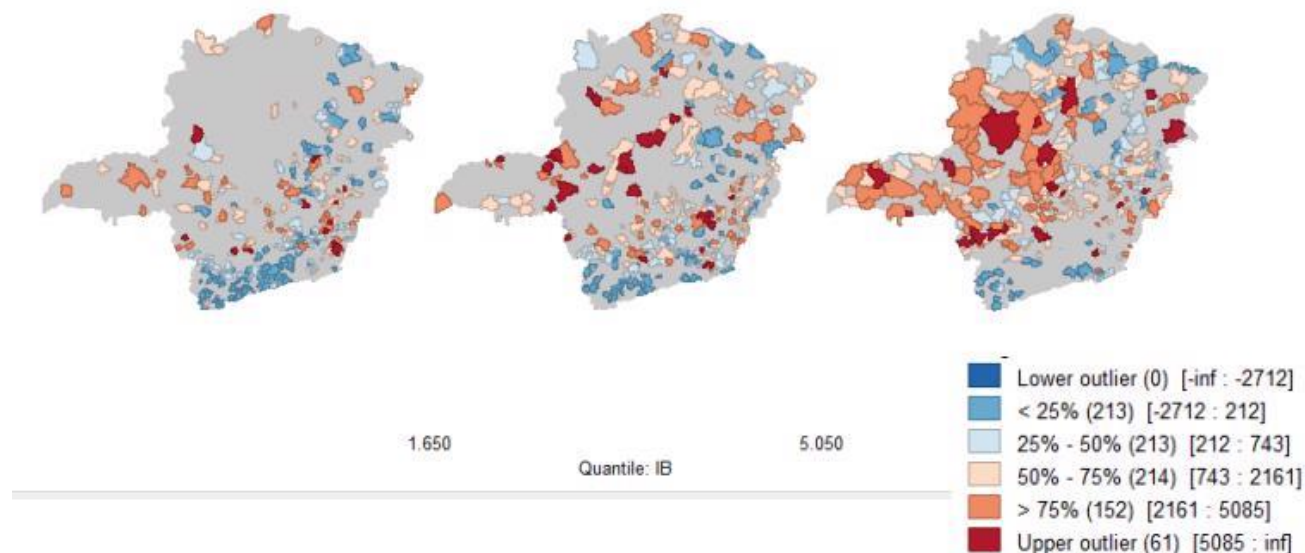 Lower outlier (0) [-inf : -2712]
< 25% (213) [-2712 : 212]
25% - 50% (213) [212 : 743]
50% - 75% (214) [743 : 2161]
> 75% (152) [2161 : 5085]
Upper outlier (61) [5085 : inf]
1.650
5.050
Quantile: IB